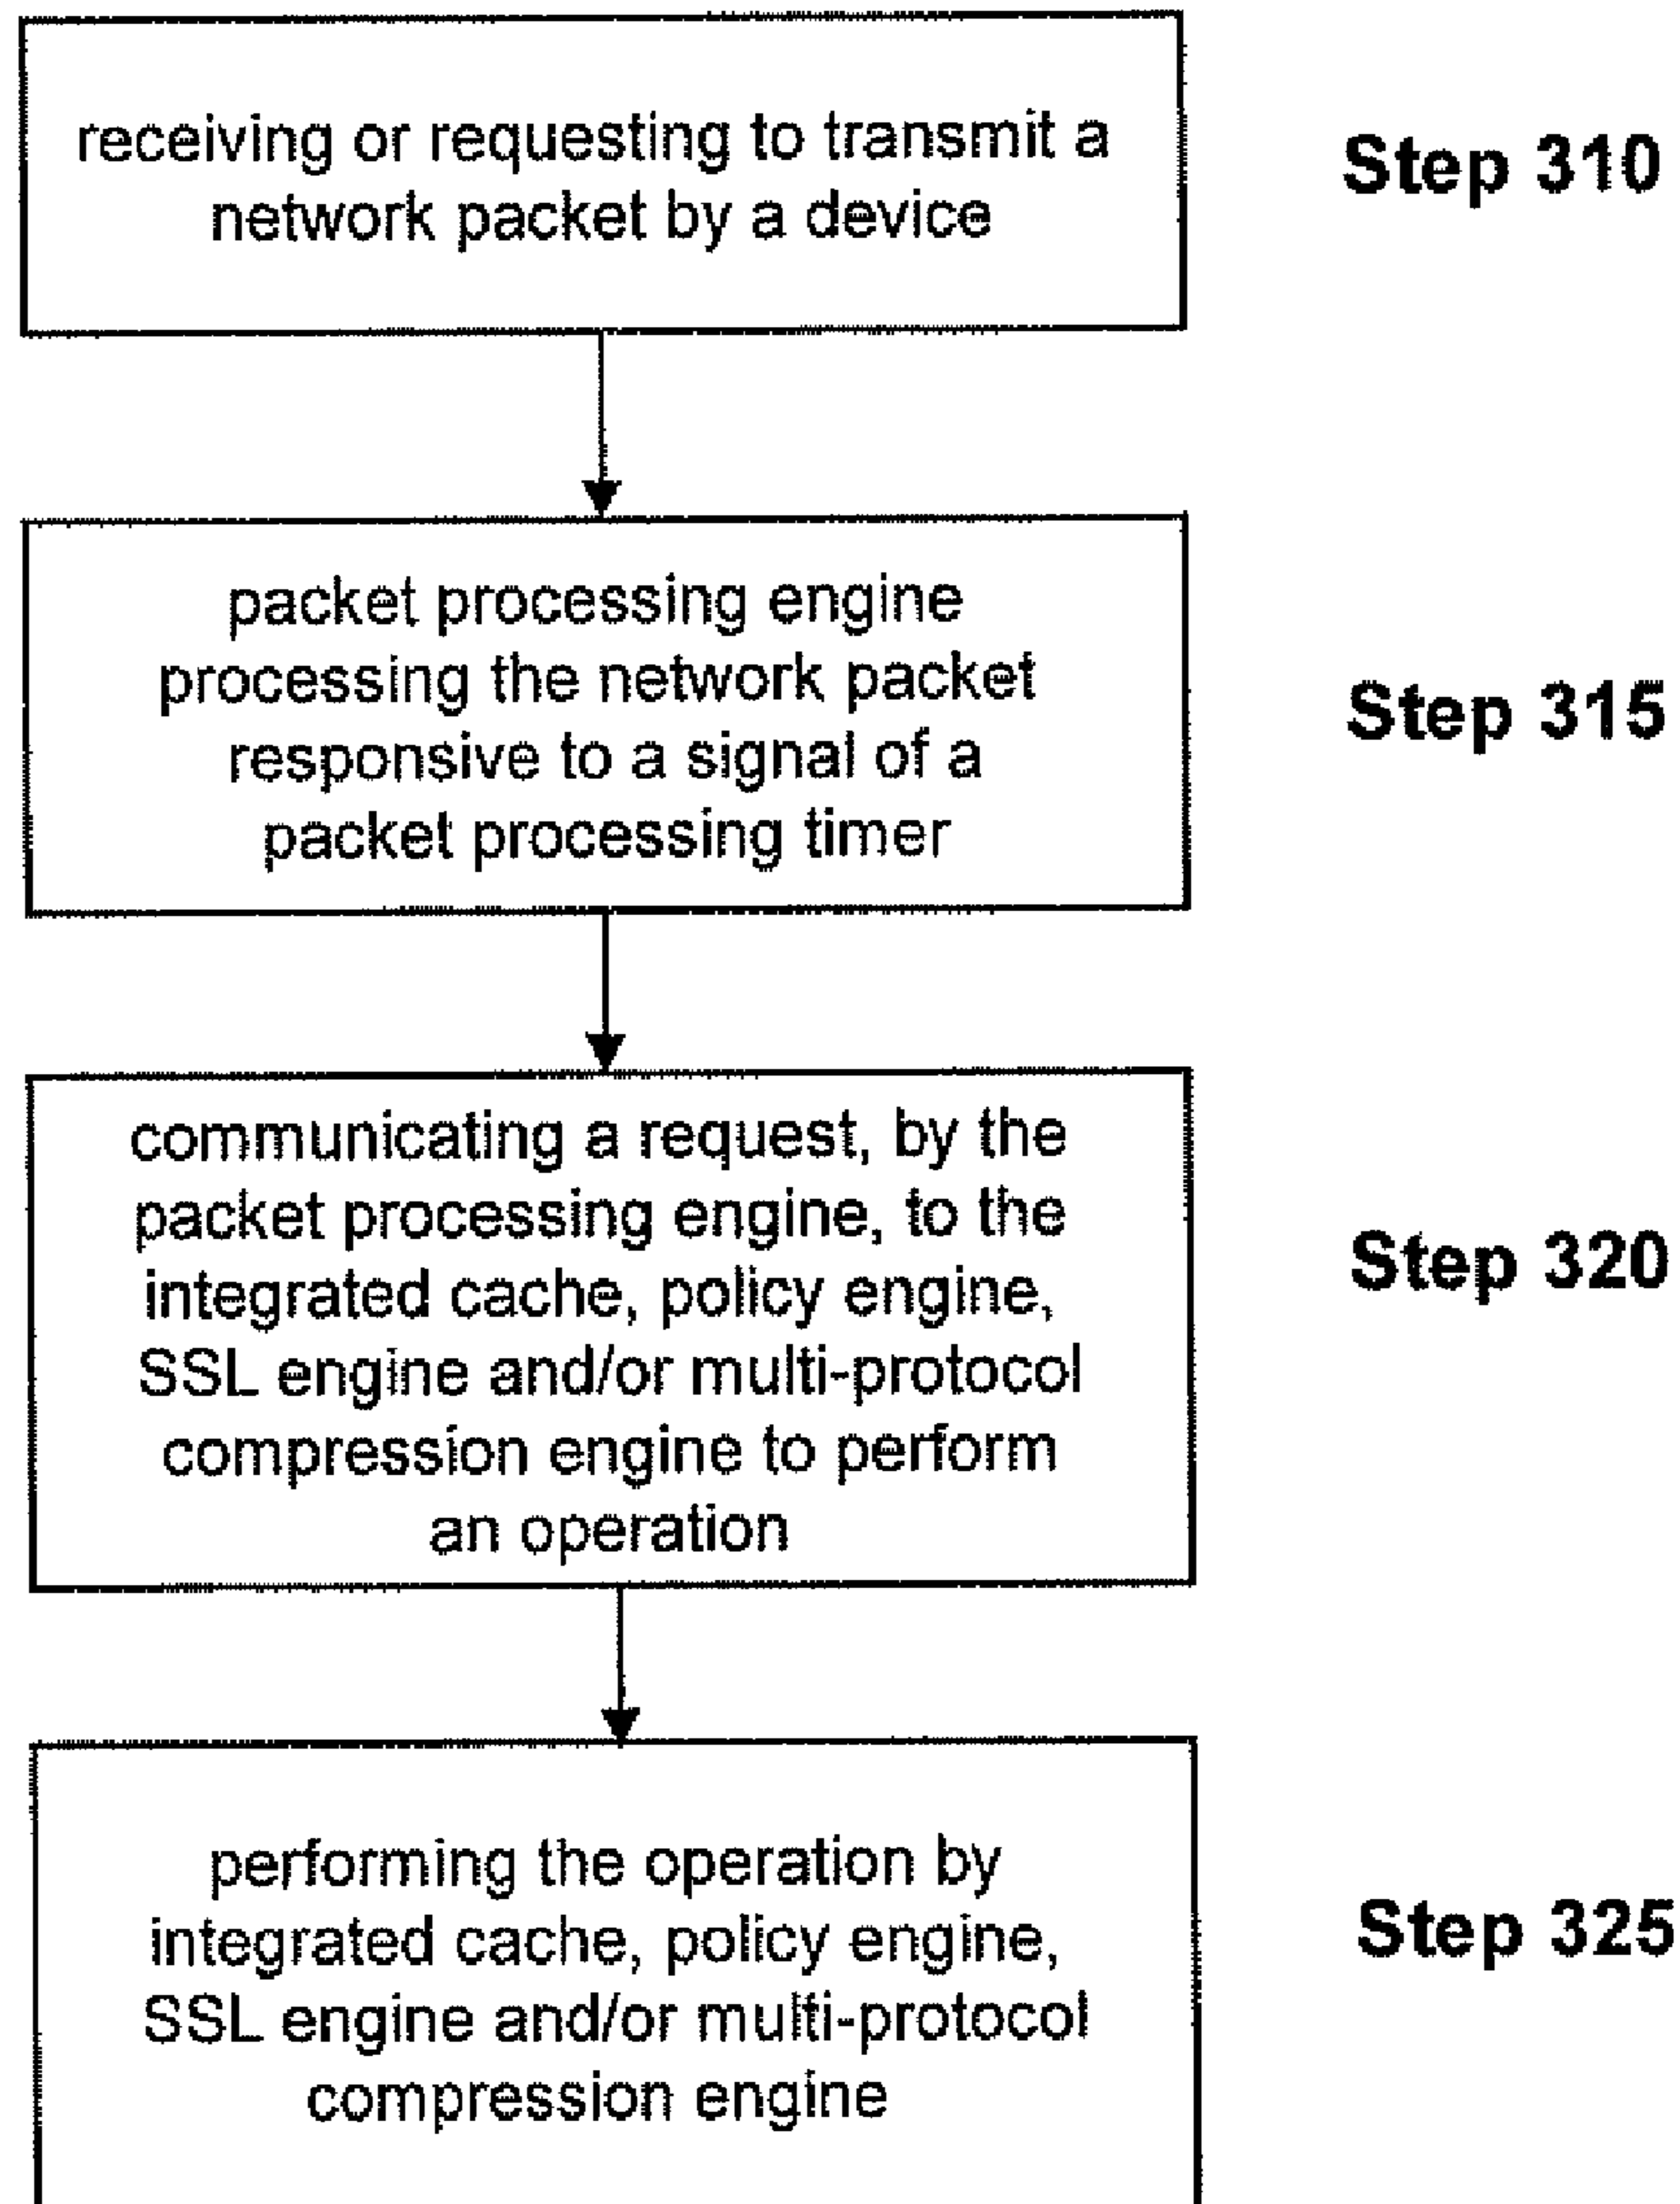 receiving or requesting to transmit a
network packet by a device
Step 310
packet processing engine
processing the network packet
responsive to a signal of a
packet processing timer
Step 315
communicating a request, by the
packet processing engine, to the
integrated cache, policy engine,
SSL engine and/or multi-protocol
compression engine to perform
an operation
Step 320
performing the operation by
integrated cache, policy engine,
SSL engine and/or multi-protocol
compression engine
Step 325